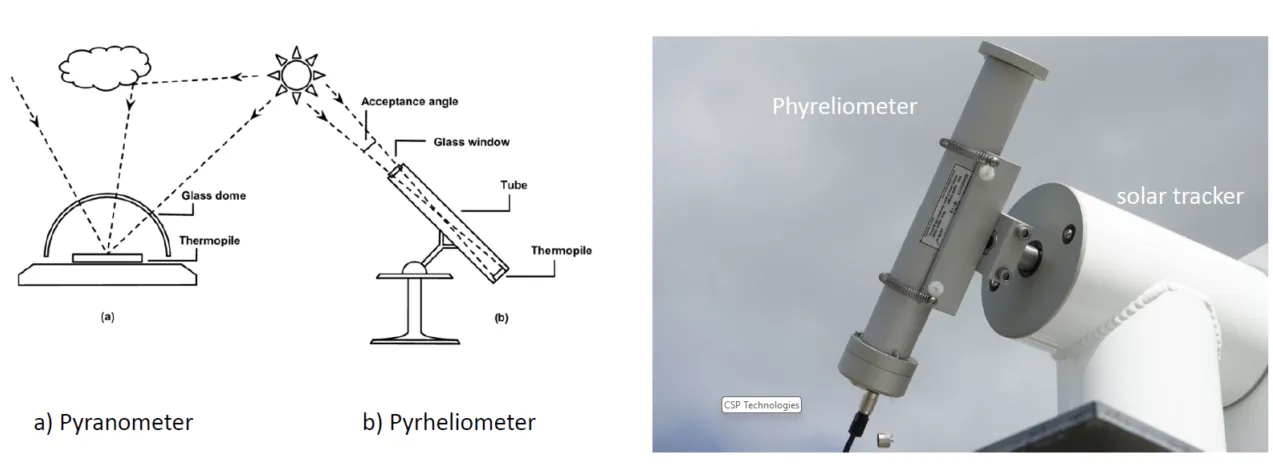 Acceptance angle
Glass window
Glass dome
Tube
Thermopile
Thermopile
(a)
(b)
a) Pyranometer
b) Pyrheliometer
Phyreliometer
solar tracker
CSP Technologies